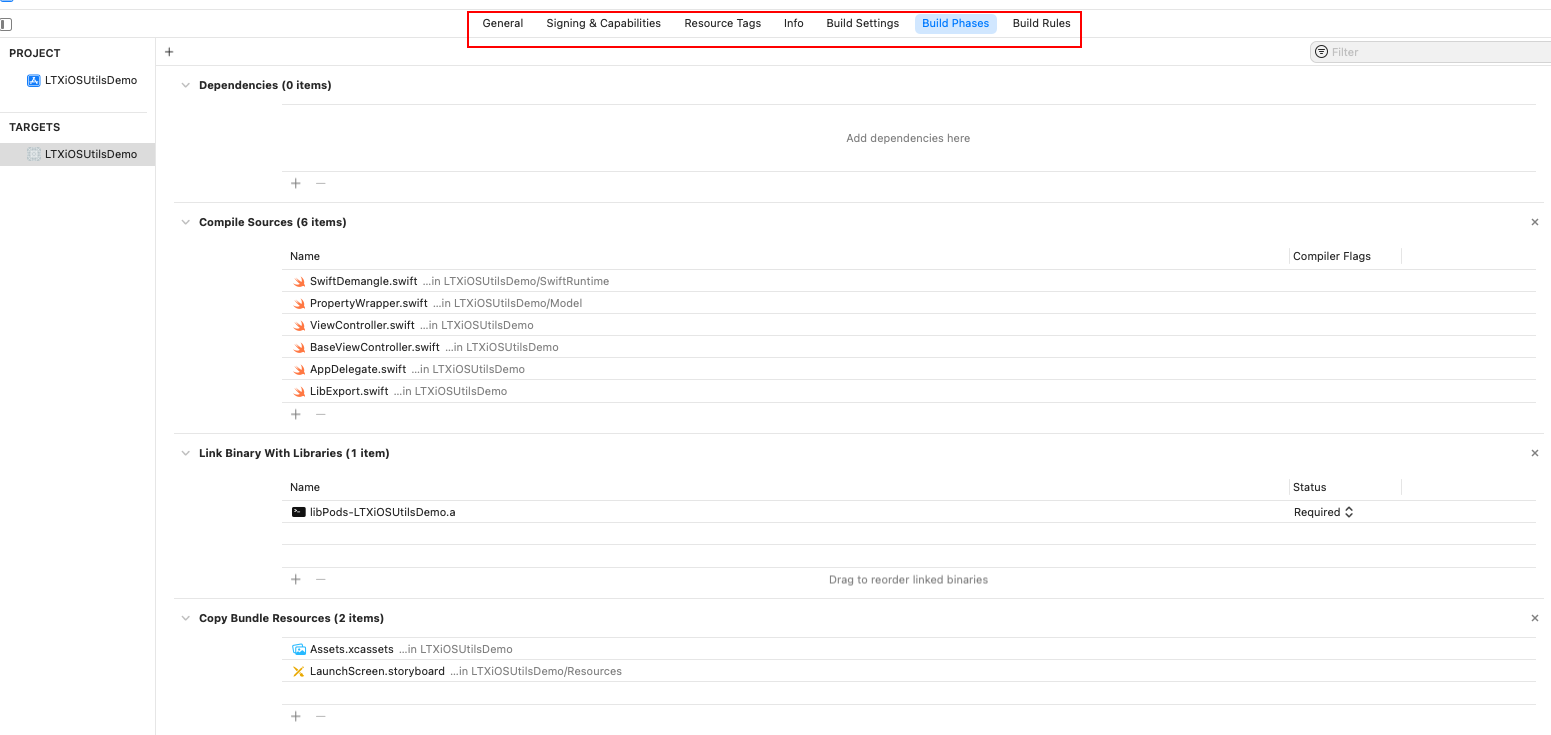 General Signing & Capabilities Resource Tags Info Build Settings Build Phases Build Rules
PROJECT
LTXiOSUtilsDemo
TARGETS
LTXiOSUtilsDemo
Filter
Dependencies (0 items)
Add dependencies here
Compile Sources (6 items)
Name Compiler Flags
SwiftDemangle.swift ...in LTXiOSUtilsDemo/SwiftRuntime
PropertyWrapper.swift ...in LTXiOSUtilsDemo/Model
ViewController.swift ...in LTXiOSUtilsDemo
BaseViewController.swift ...in LTXiOSUtilsDemo
AppDelegate.swift ...in LTXiOSUtilsDemo
LibExport.swift ...in LTXiOSUtilsDemo
Link Binary With Libraries (1 item)
Name Status
libPods-LTXiOSUtilsDemo.a Required
Drag to reorder linked binaries
Copy Bundle Resources (2 items)
Assets.xcassets ...in LTXiOSUtilsDemo
LaunchScreen.storyboard ...in LTXiOSUtilsDemo/Resources